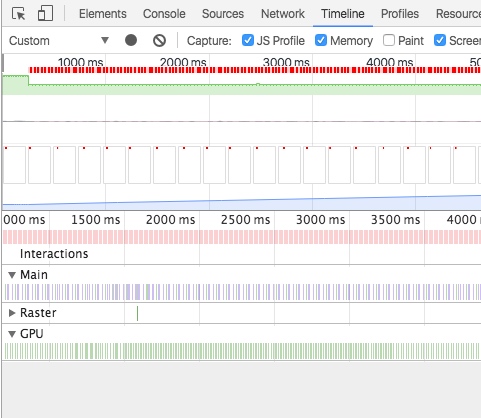 Elements Console Sources Network Timeline Profiles Resource
Custom Capture: JS Profile Memory Paint Screen
1000 ms 2000 ms 3000 ms 4000 ms 50
000 ms 1500 ms 2000 ms 2500 ms 3000 ms 3500 ms 4000
Interactions
Main
Raster
GPU